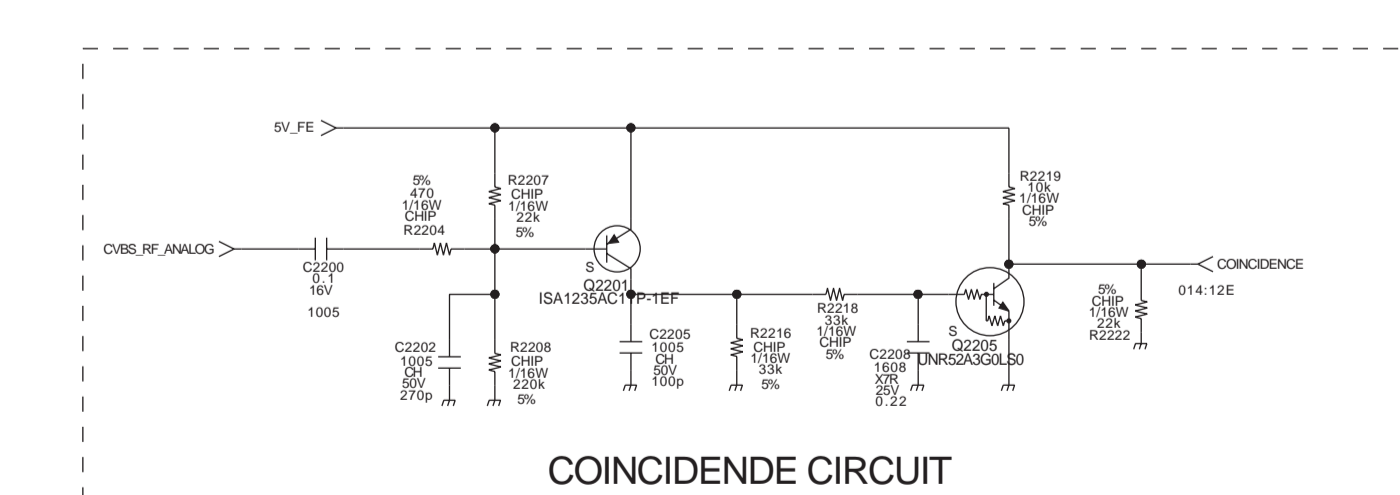 5V_FE
5%
470
1/16W
CHIP
R2204
R2207
CHIP
1/16W
22k
5%
R2219
10k
1/16W
CHIP
5%
CVBS_RF_ANALOG
C2200
0.1
16V
1005
S
Q2201
ISA1235AC1
P-1EF
COINCIDENCE
014:12E
5%
CHIP
1/16W
22k
R2222
R2218
33k
1/16W
CHIP
5%
S
Q2205
UNR52A3G0LS0
C2202
1005
CH
50V
270p
R2208
CHIP
1/16W
220k
5%
C2205
1005
CH
50V
100p
R2216
CHIP
1/16W
33k
5%
C2208
1608
X7R
25V
0.22
COINCIDENDE CIRCUIT